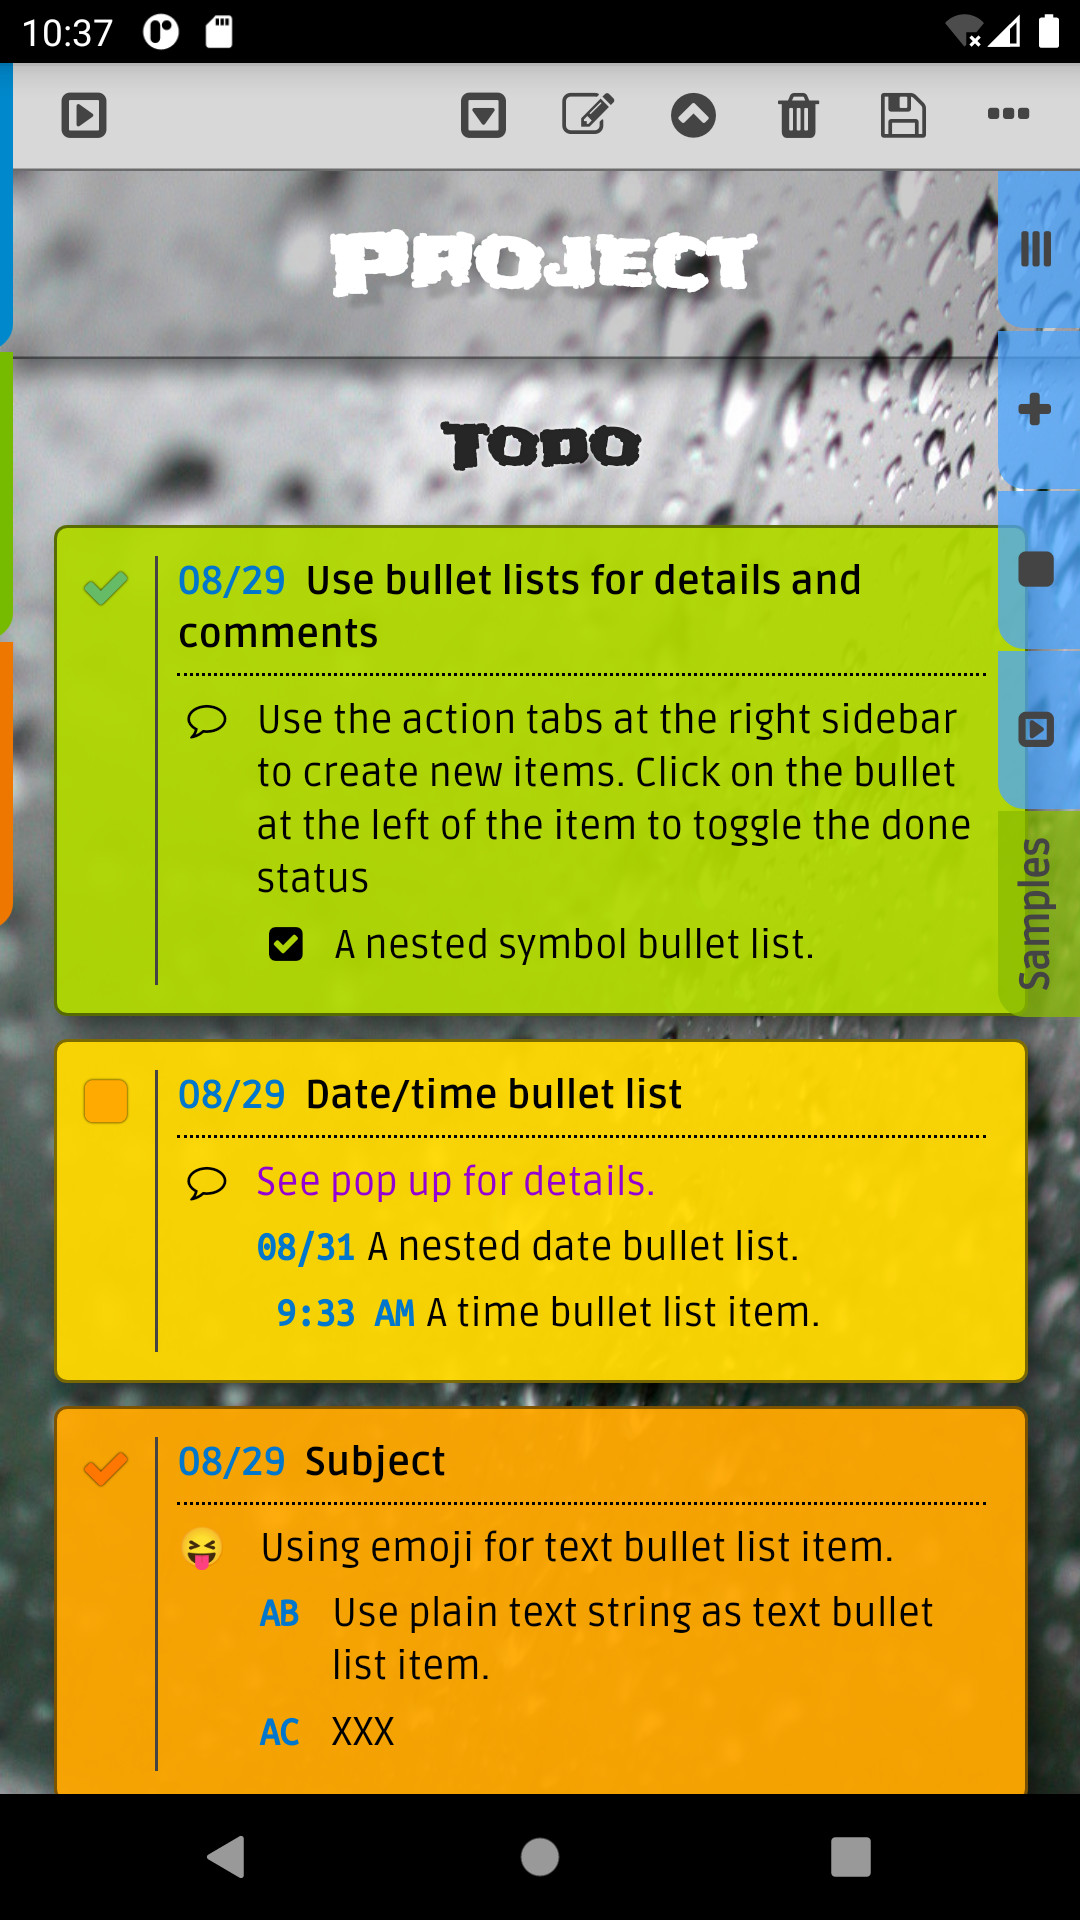 10:37
Project
Todo
08/29 Use bullet lists for details and
comments
Use the action tabs at the right sidebar
to create new items. Click on the bullet
at the left of the item to toggle the done
status
A nested symbol bullet list.
Samples
08/29 Date/time bullet list
See pop up for details.
08/31 A nested date bullet list.
9:33 AM A time bullet list item.
08/29 Subject
Using emoji for text bullet list item.
AB Use plain text string as text bullet
list item.
AC XXX